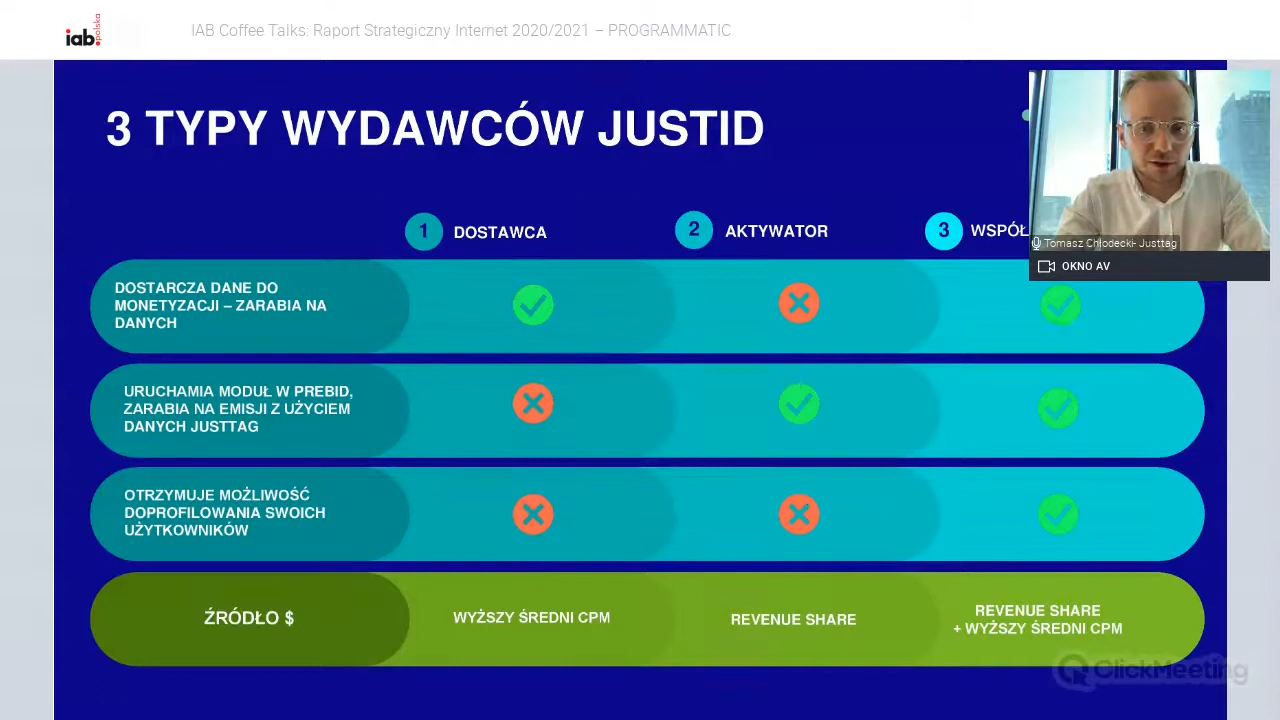 iab:
polska
IAB Coffee Talks: Raport Strategiczny Internet 2020/2021 – PROGRAMMATIC
3 TYPY WYDAWCÓW JUSTID
1 DOSTAWCA
2 AKTYWATOR
3 WSPÓŁ
Tomasz Chłodecki- Justtag
OKNO AV
DOSTARCZA DANE DO
MONETYZACJI – ZARABIA NA
DANYCH
URUCHAMIA MODUŁ W PREBID,
ZARABIA NA EMISJI Z UŻYCIEM
DANYCH JUSTTAG
OTRZYMUJE MOŻLIWOŚĆ
DOPROFILOWANIA SWOICH
UŻYTKOWNIKÓW
ŹRÓDŁO $
WYŻSZY ŚREDNI CPM
REVENUE SHARE
REVENUE SHARE
+ WYŻSZY ŚREDNI CPM
ClickMeeting